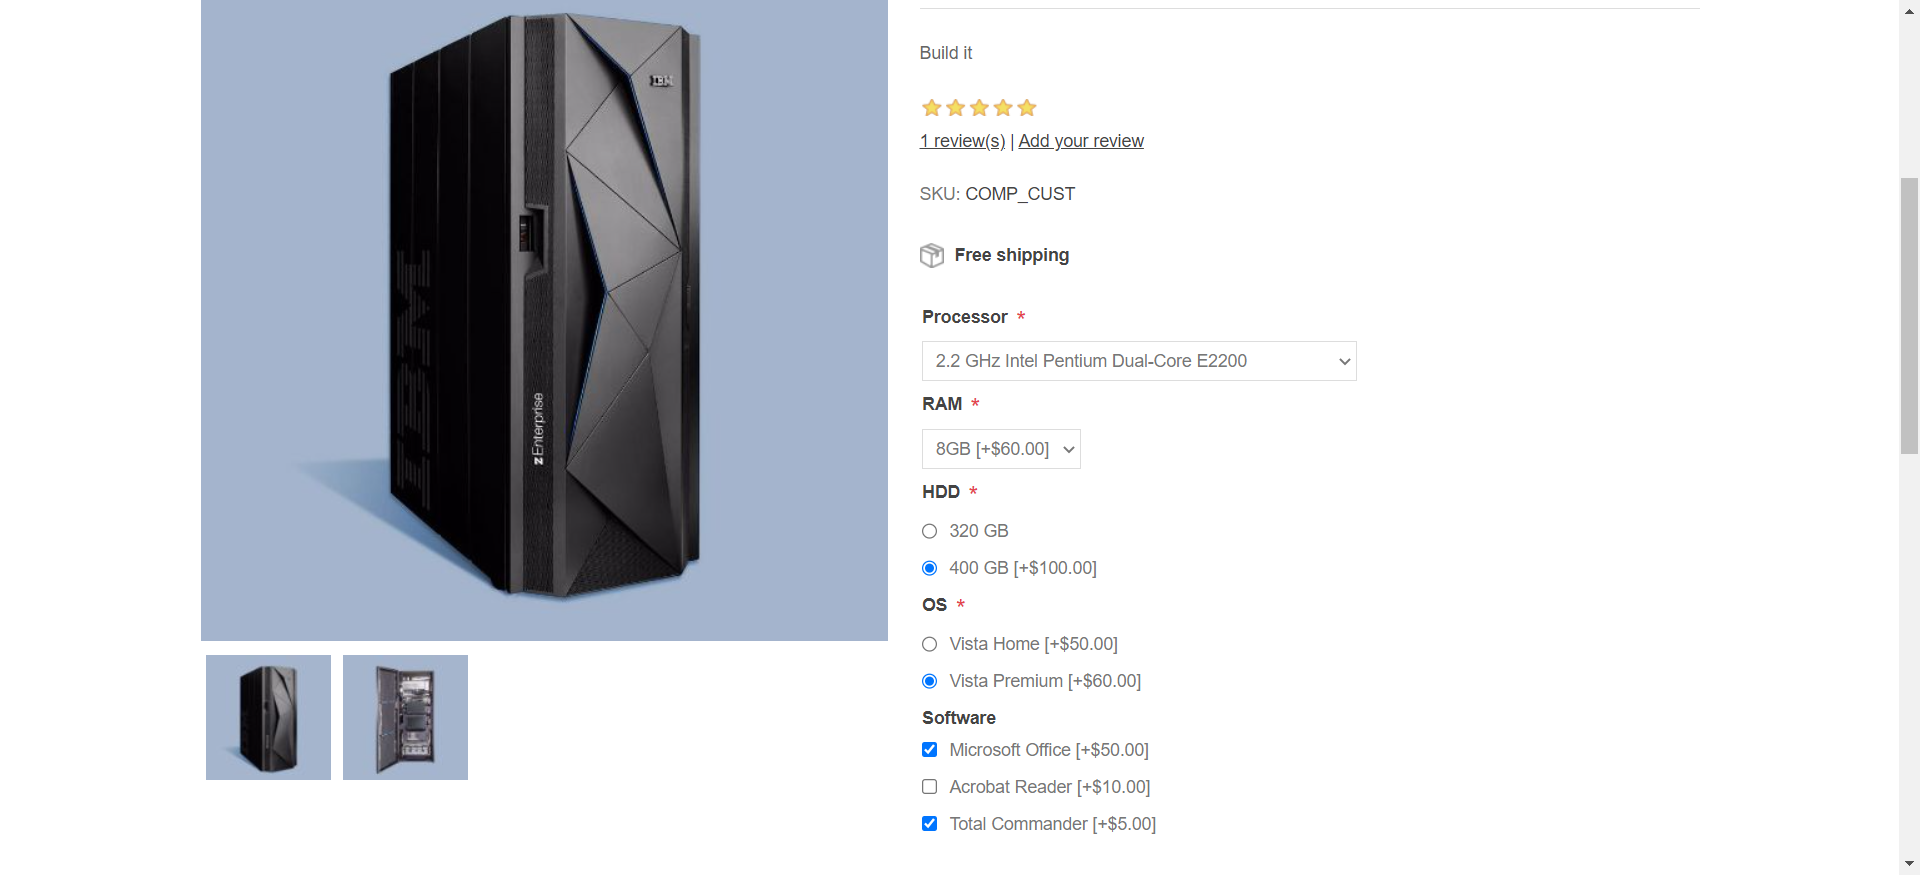 IBM
IBM
zEnterprise
Build it
1 review(s) | Add your review
SKU: COMP_CUST
Free shipping
Processor *
2.2 GHz Intel Pentium Dual-Core E2200
RAM *
8GB [+$60.00]
HDD *
320 GB
400 GB [+$100.00]
OS *
Vista Home [+$50.00]
Vista Premium [+$60.00]
Software
Microsoft Office [+$50.00]
Acrobat Reader [+$10.00]
Total Commander [+$5.00]